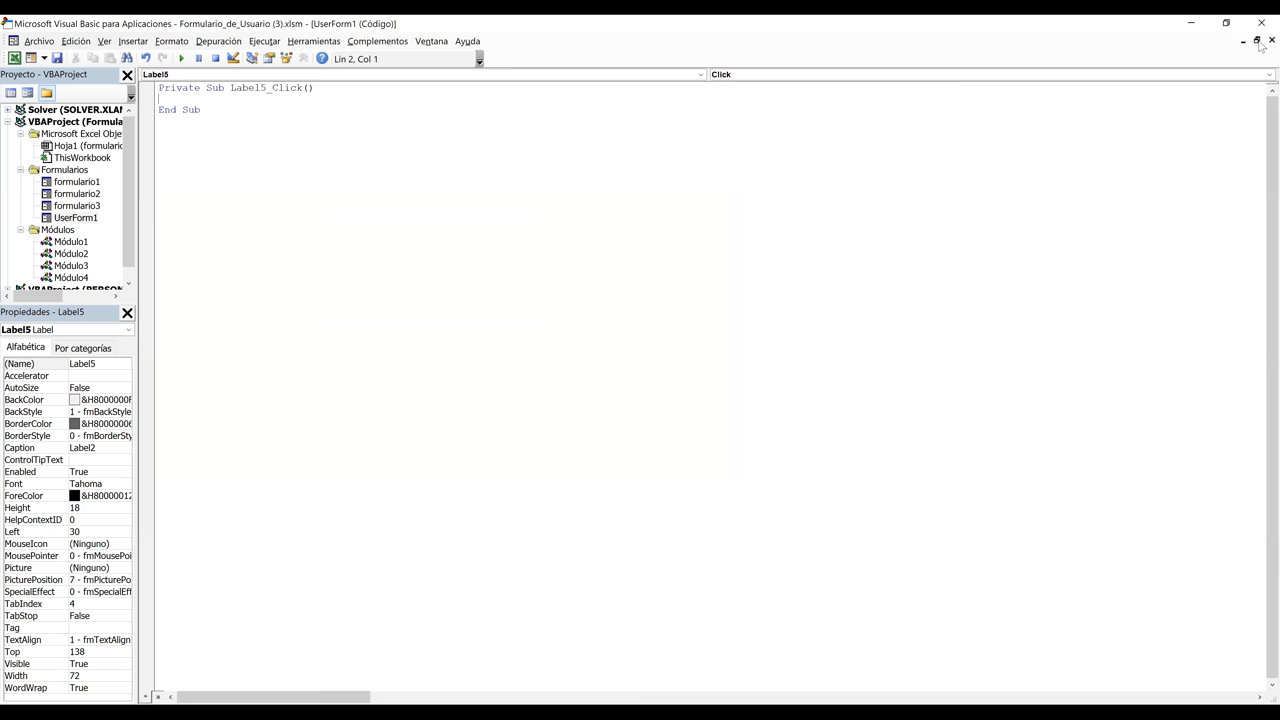 Microsoft Visual Basic para Aplicaciones - Formulario_de_Usuario (3).xlsm - [UserForm1 (Código)]
Archivo Edición Ver Insertar Formato Depuración Ejecutar Herramientas Complementos Ventana Ayuda
Lín 2, Col 1
Proyecto - VBAProject
Label5
Click
Private Sub Label5_Click()
End Sub
Solver (SOLVER.XLAM
VBAProject (Formula
Microsoft Excel Obje
Hoja1 (formulario
ThisWorkbook
Formularios
formulario1
formulario2
formulario3
UserForm1
Módulos
Módulo1
Módulo2
Módulo3
Módulo4
VBAProject (PERSON
Propiedades - Label5
Label5 Label
Alfabética Por categorías
(Name) Label5
Accelerator
AutoSize False
BackColor &H8000000F
BackStyle 1 - fmBackStyle
BorderColor &H80000006
BorderStyle 0 - fmBorderSty
Caption Label2
ControlTipText
Enabled True
Font Tahoma
ForeColor &H80000012
Height 18
HelpContextID 0
Left 30
MouseIcon (Ninguno)
MousePointer 0 - fmMousePoi
Picture (Ninguno)
PicturePosition 7 - fmPicturePo
SpecialEffect 0 - fmSpecialEff
TabIndex 4
TabStop False
Tag
TextAlign 1 - fmTextAlign
Top 138
Visible True
Width 72
WordWrap True